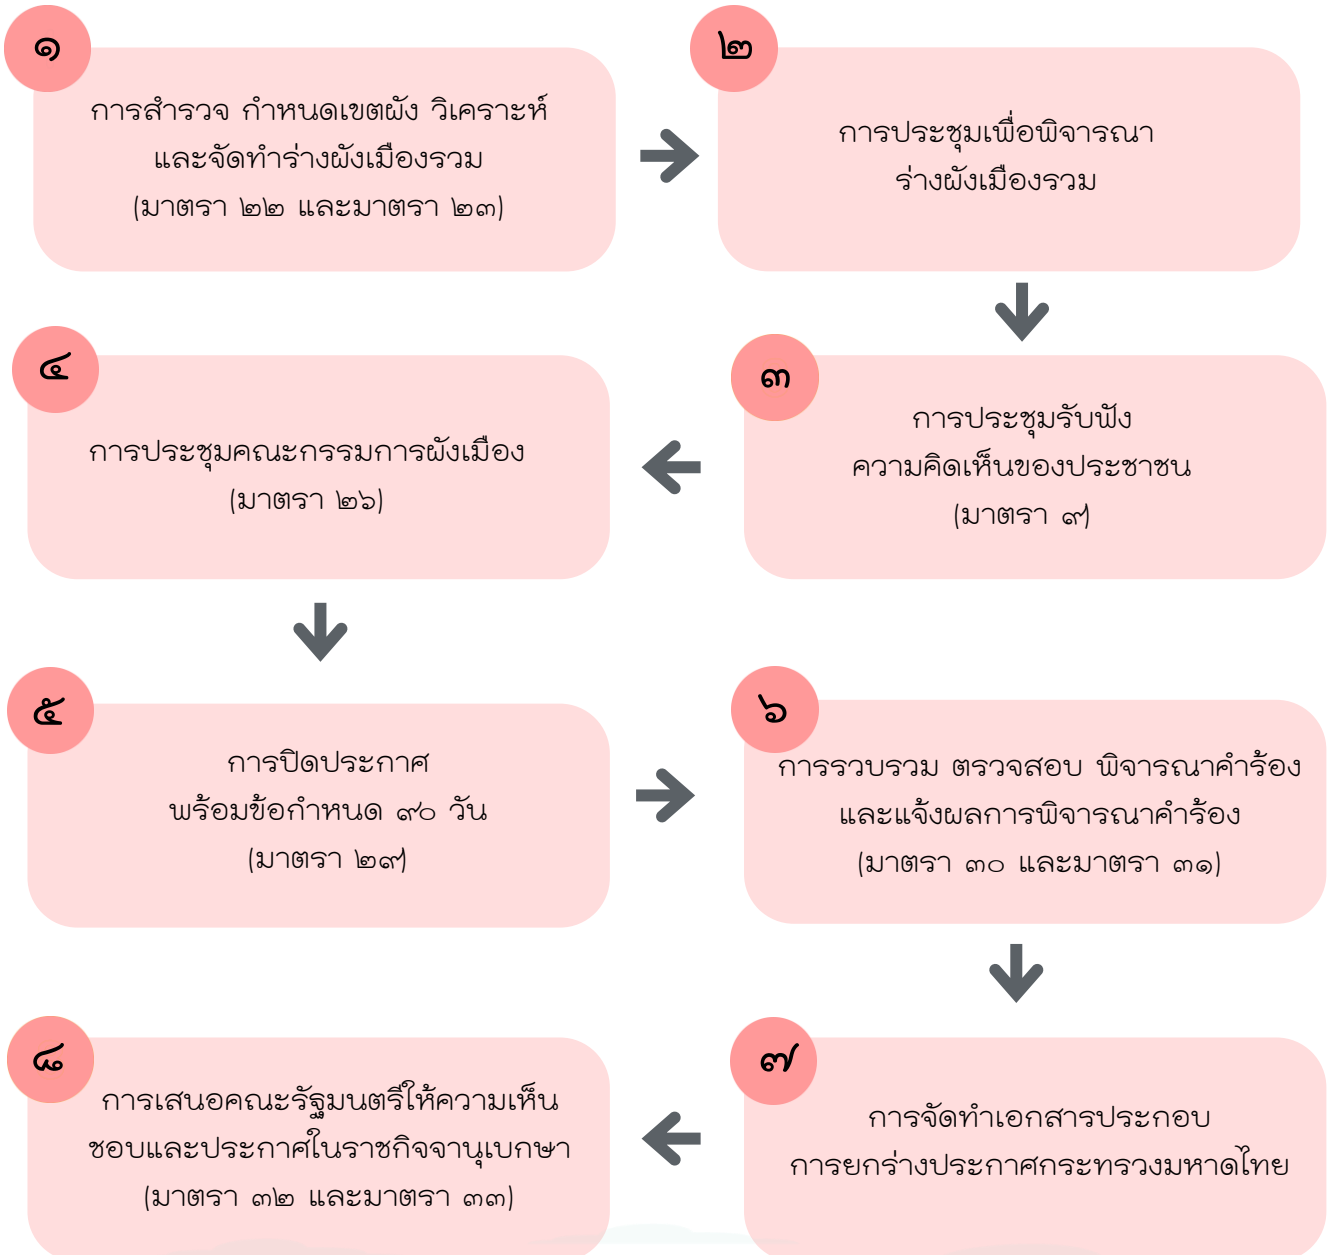 ๑
การสำรวจ กำหนดเขตผัง วิเคราะห์
และจัดทำร่างผังเมืองรวม
(มาตรา ๒๒ และมาตรา ๒๓)
๒
การประชุมเพื่อพิจารณา
ร่างผังเมืองรวม
๓
การประชุมรับฟัง
ความคิดเห็นของประชาชน
(มาตรา ๙)
๔
การประชุมคณะกรรมการผังเมือง
(มาตรา ๒๖)
๕
การปิดประกาศ
พร้อมข้อกำหนด ๙๐ วัน
(มาตรา ๒๙)
๖
การรวบรวม ตรวจสอบ พิจารณาคำร้อง
และแจ้งผลการพิจารณาคำร้อง
(มาตรา ๓๐ และมาตรา ๓๑)
๗
การจัดทำเอกสารประกอบ
การยกร่างประกาศกระทรวงมหาดไทย
๘
การเสนอคณะรัฐมนตรีให้ความเห็น
ชอบและประกาศในราชกิจจานุเบกษา
(มาตรา ๓๒ และมาตรา ๓๓)